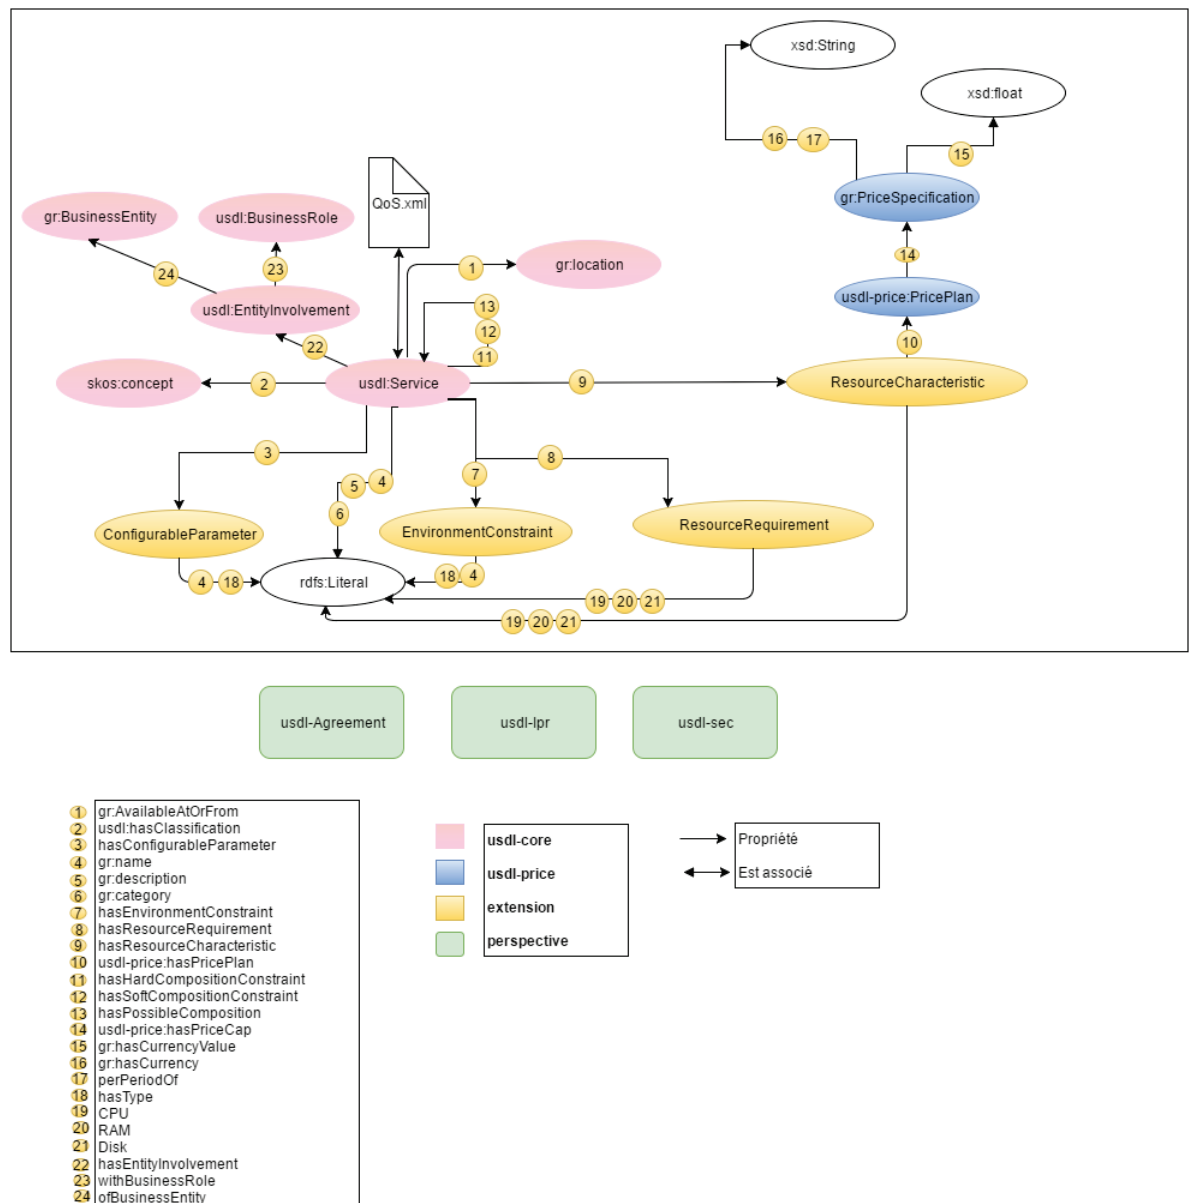 xsd:String
xsd:float
16 17
15
QoS.xml
gr:PriceSpecification
gr:BusinessEntity
usdl:BusinessRole
14
24
23
1
gr:location
usdl-price:PricePlan
usdl:EntityInvolvement
13
12
11
22
10
skos:concept
2
usdl:Service
9
ResourceCharacteristic
3
8
7
5
4
6
ConfigurableParameter
EnvironmentConstraint
ResourceRequirement
4 18
rdfs:Literal
18 4
19 20 21
19 20 21
usdl-Agreement
usdl-Ipr
usdl-sec
1 gr:AvailableAtOrFrom
2 usdl:hasClassification
3 hasConfigurableParameter
4 gr:name
5 gr:description
6 gr:category
7 hasEnvironmentConstraint
8 hasResourceRequirement
9 hasResourceCharacteristic
10 usdl-price:hasPricePlan
11 hasHardCompositionConstraint
12 hasSoftCompositionConstraint
13 hasPossibleComposition
14 usdl-price:hasPriceCap
15 gr:hasCurrencyValue
16 gr:hasCurrency
17 perPeriodOf
18 hasType
19 CPU
20 RAM
21 Disk
22 hasEntityInvolvement
23 withBusinessRole
24 ofBusinessEntity
usdl-core
usdl-price
extension
perspective
Propriété
Est associé